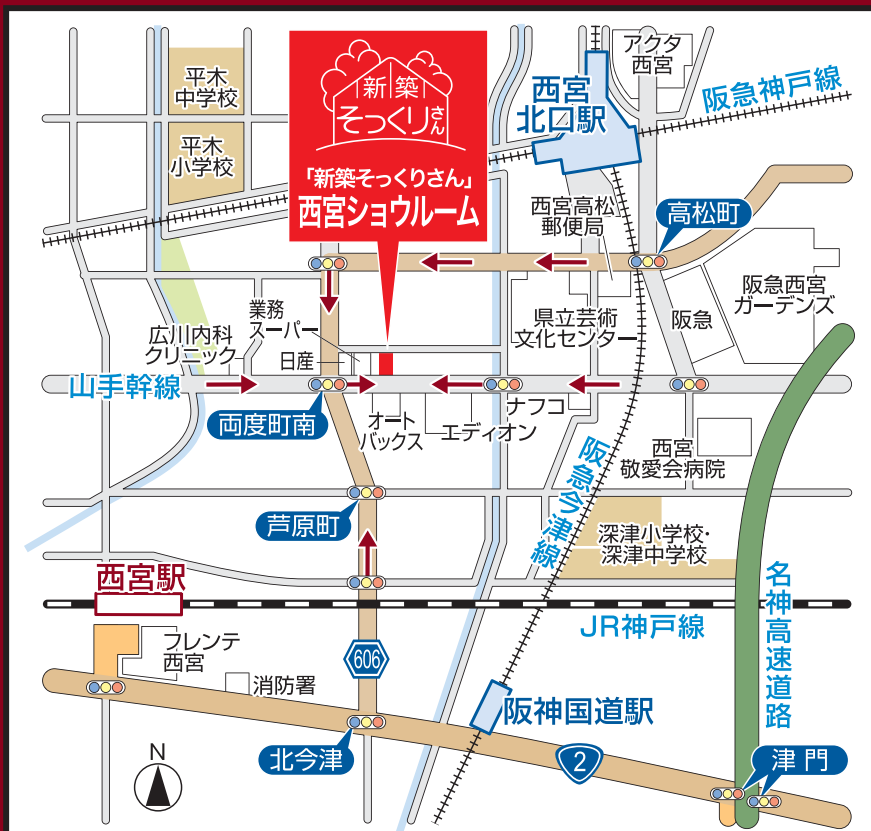 アクタ
西宮
平木
中学校
新築
そっくりさん
西宮
北口駅
阪急神戸線
平木
小学校
「新築そっくりさん」
西宮ショウルーム
西宮高松
郵便局
高松町
阪急西宮
ガーデンズ
業務
スーパー
県立芸術
文化センター
阪急
広川内科
クリニック
日産
山手幹線
ナフコ
両度町南
オート
バックス
エディオン
西宮
敬愛会病院
阪急今津線
芦原町
深津小学校・
深津中学校
西宮駅
名神高速道路
JR神戸線
フレンテ
西宮
606
消防署
阪神国道駅
北今津
2
津門
N